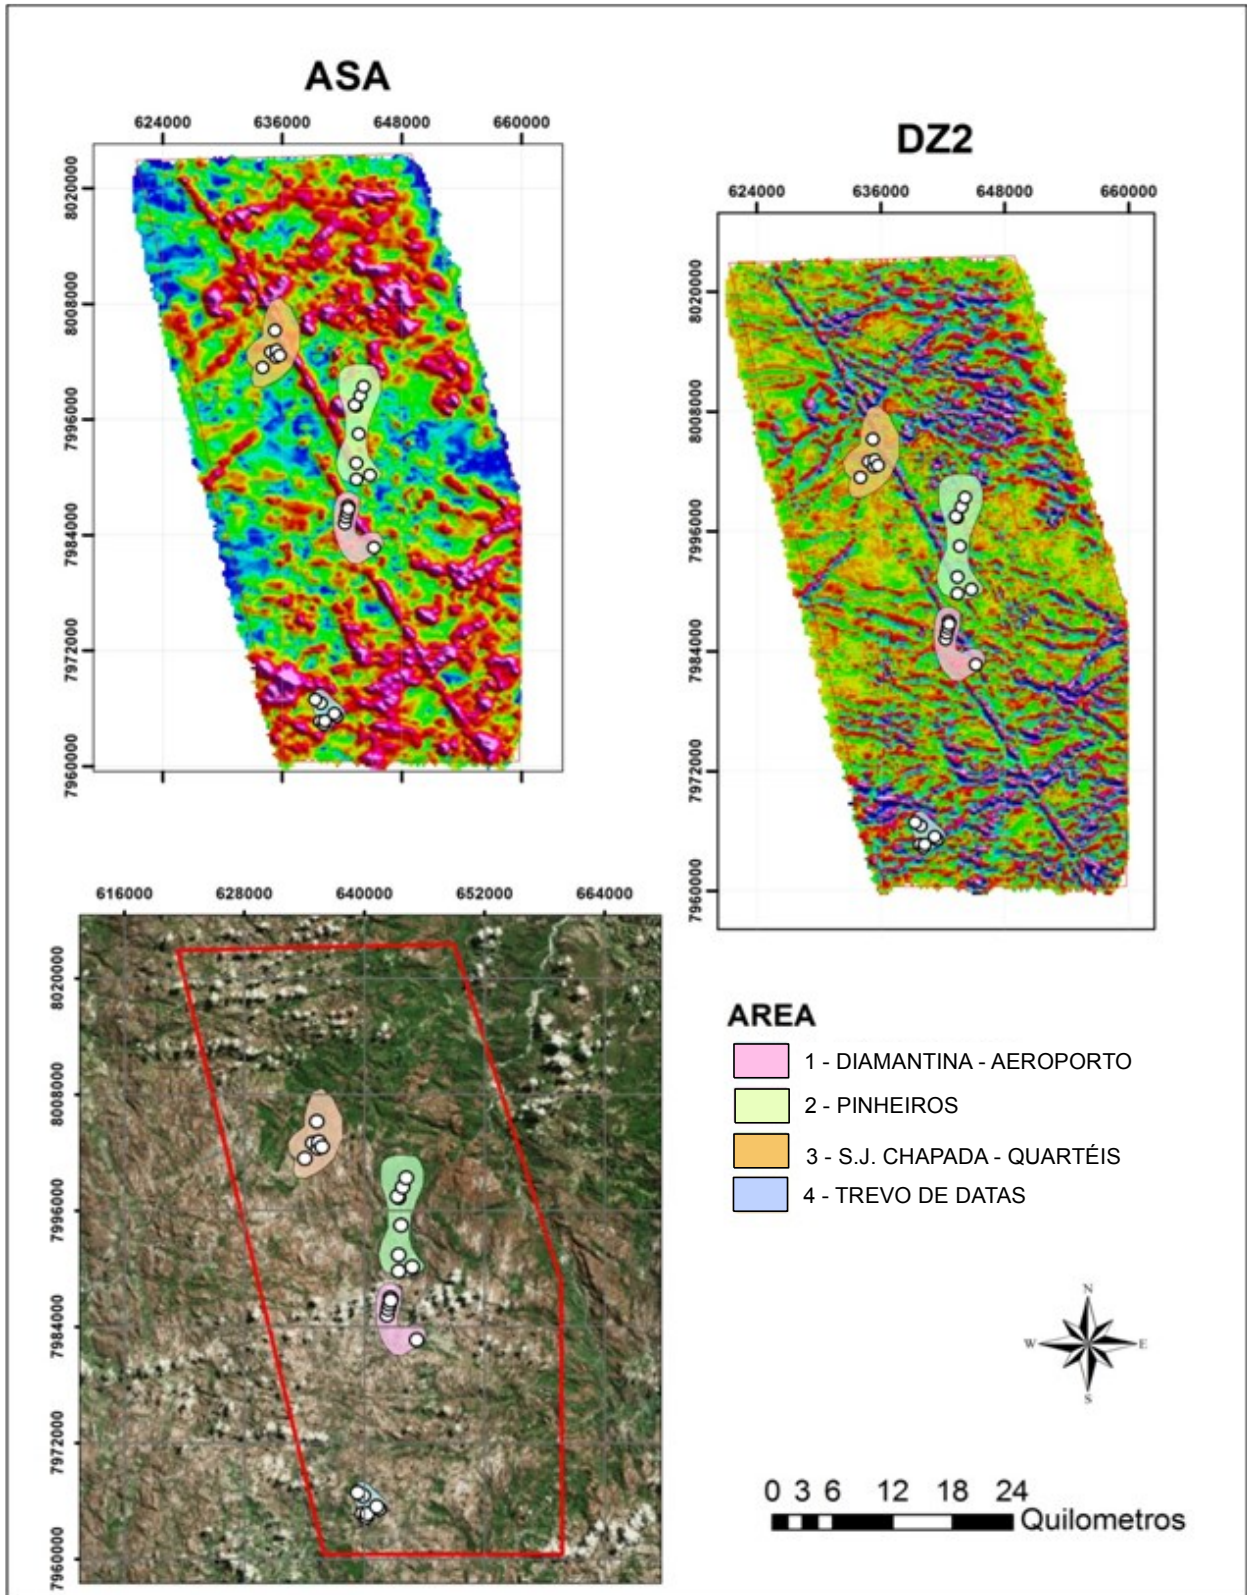 ASA
624000 636000 648000 660000
8020000
8008000
7996000
7984000
7972000
7960000
DZ2
624000 636000 648000 660000
8020000
8008000
7996000
7984000
7972000
7960000
616000 628000 640000 652000 664000
8020000
8008000
7996000
7984000
7972000
7960000
AREA
1 - DIAMANTINA - AEROPORTO
2 - PINHEIROS
3 - S.J. CHAPADA - QUARTÉIS
4 - TREVO DE DATAS
N
W E
S
0 3 6 12 18 24
Quilometros